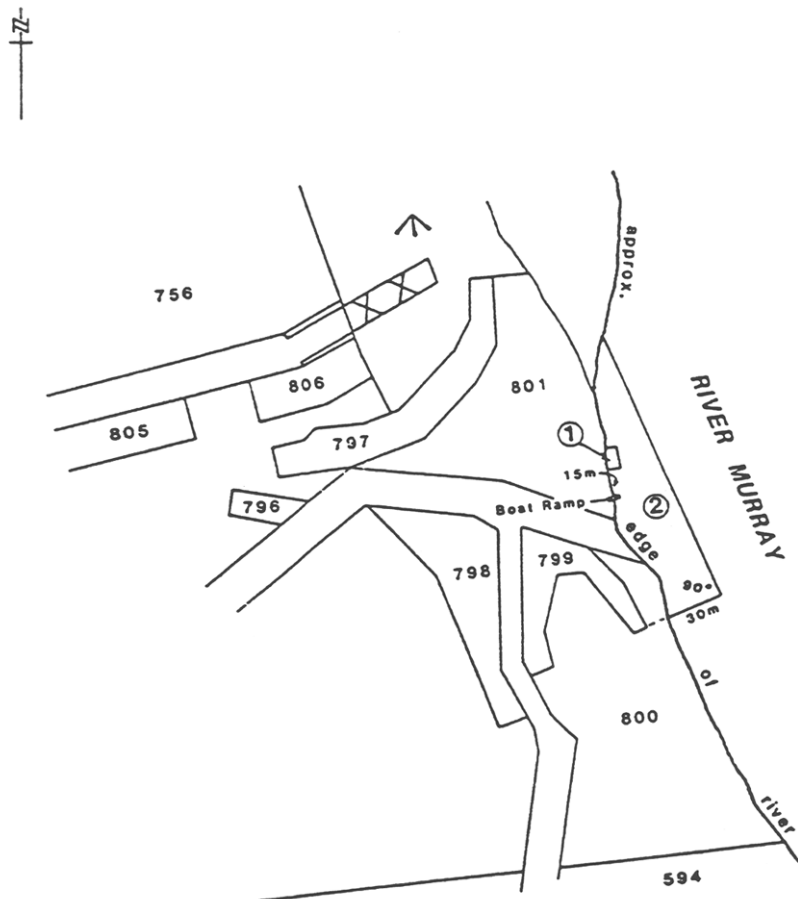 N
756
approx.
806
801
RIVER MURRAY
805
797
1
15m
796
Boat Ramp
2
edge
798
799
90°
30m
of
800
river
594